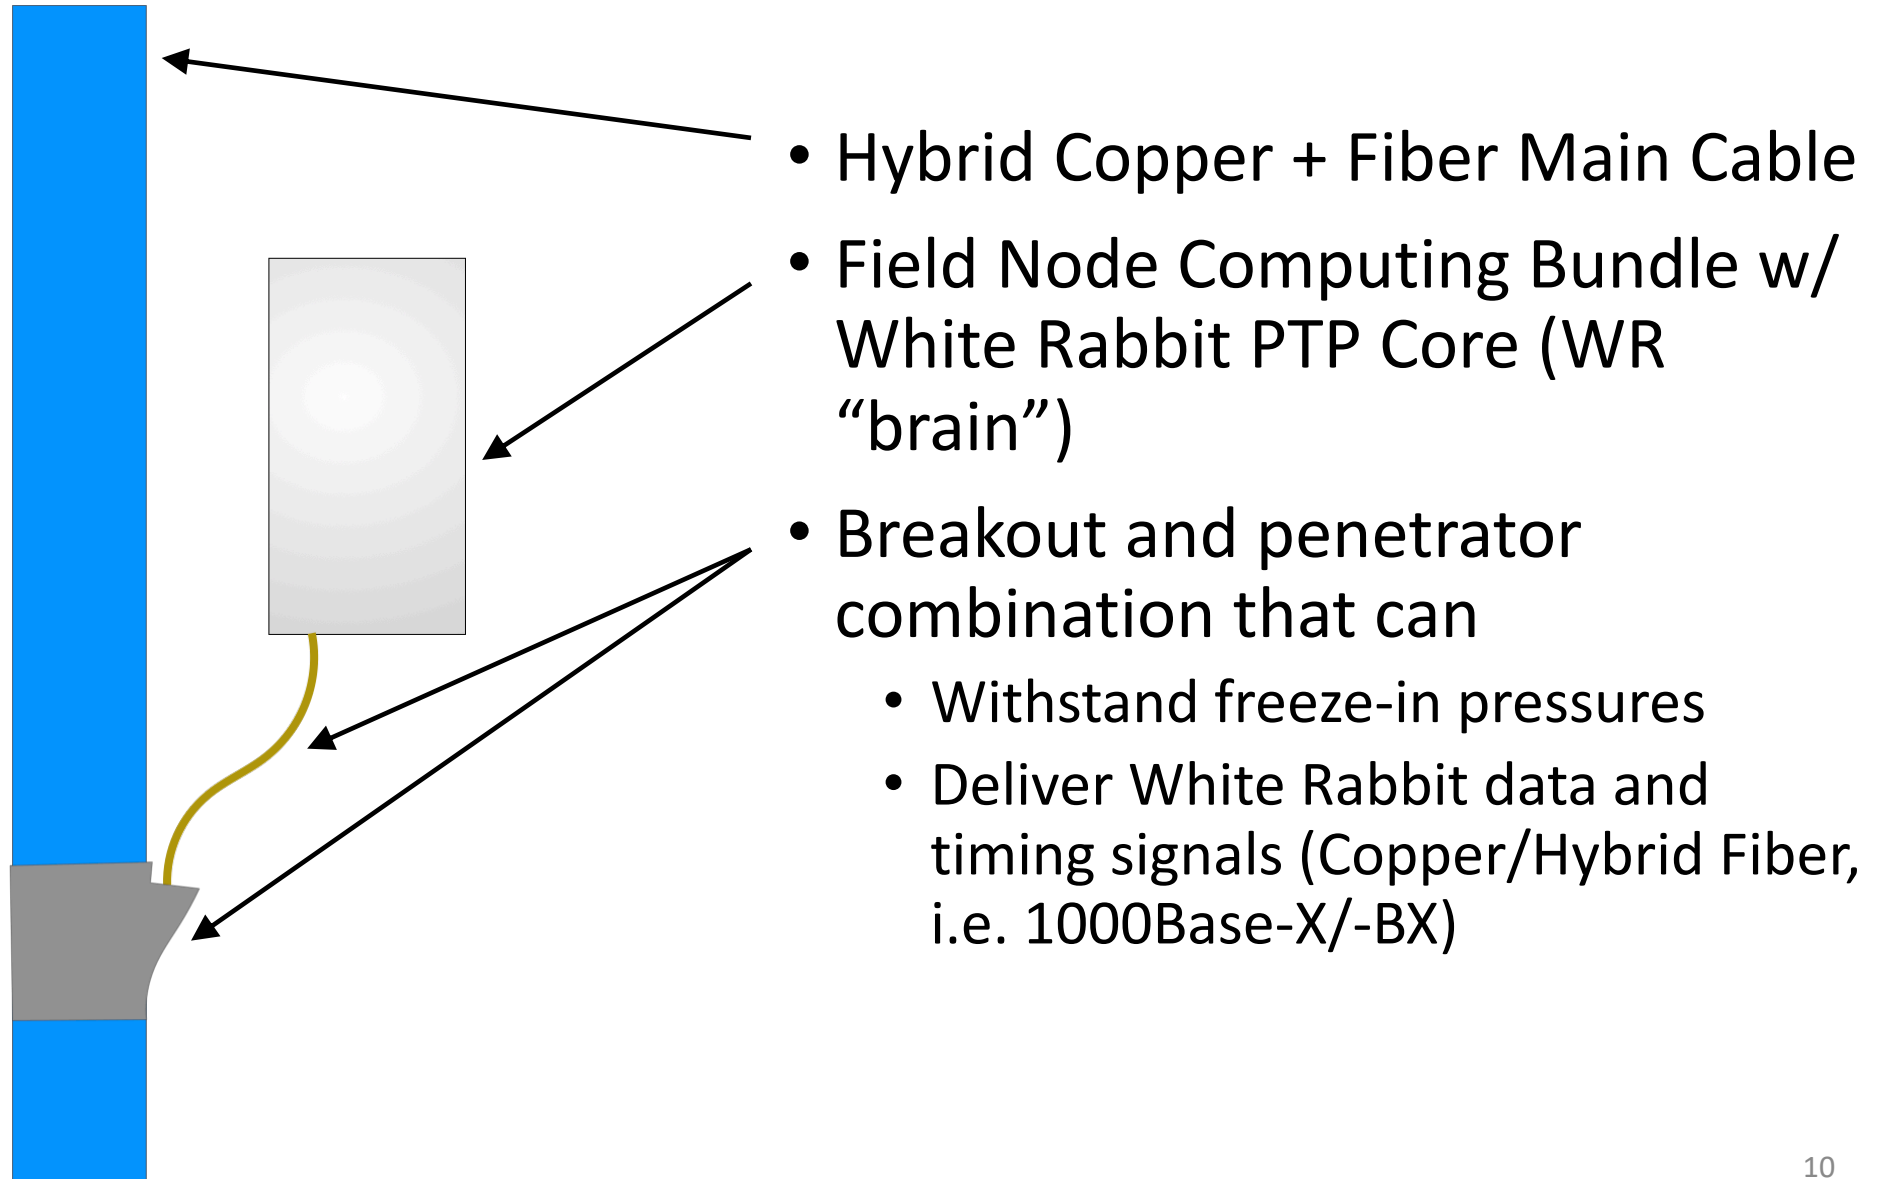 • Hybrid Copper + Fiber Main Cable
• Field Node Computing Bundle w/
White Rabbit PTP Core (WR
“brain”)
• Breakout and penetrator
combination that can
• Withstand freeze-in pressures
• Deliver White Rabbit data and
timing signals (Copper/Hybrid Fiber,
i.e. 1000Base-X/-BX)
10